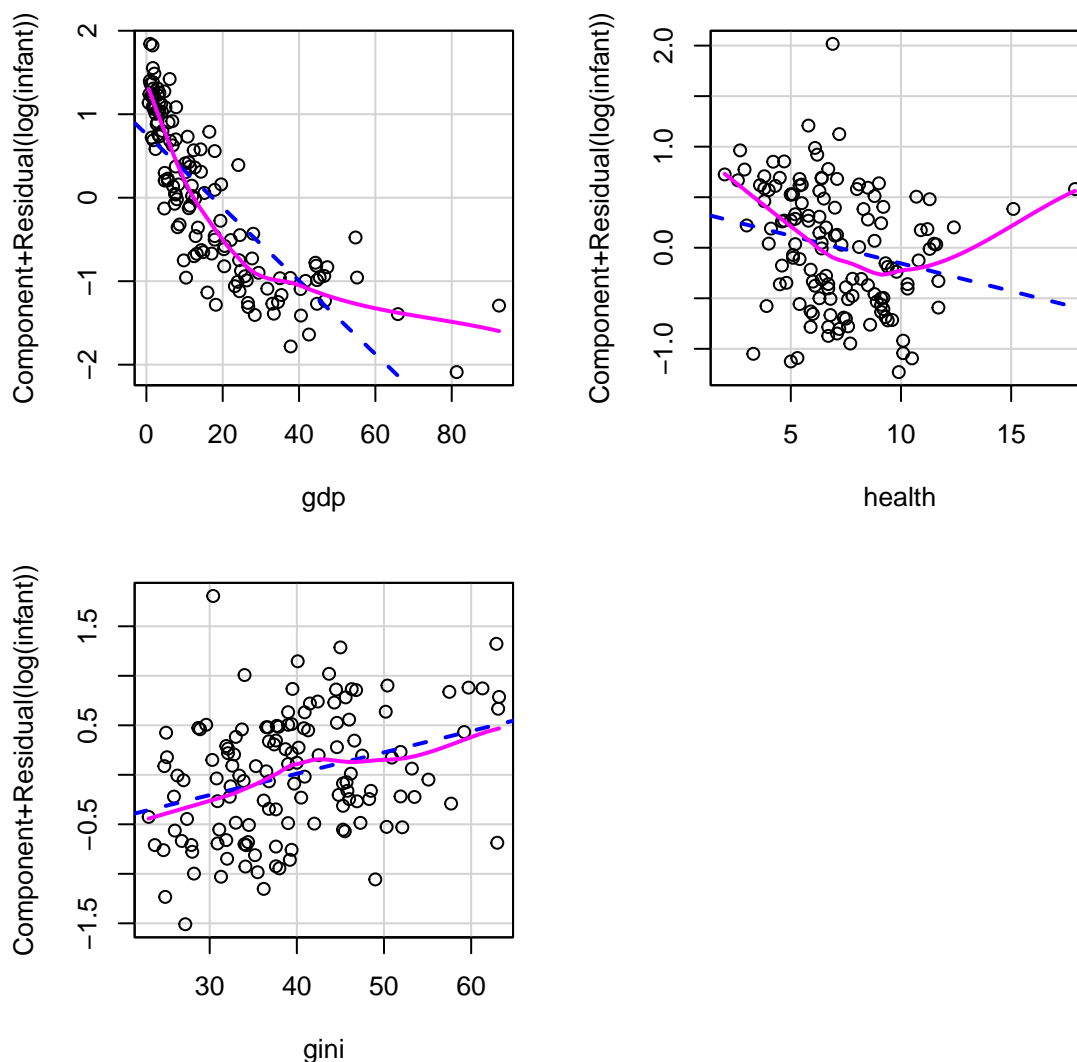 2
1
0
−1
−2
Component+Residual(log(infant))
0 20 40 60 80
gdp
2.0
1.0
0.0
−1.0
Component+Residual(log(infant))
5 10 15
health
1.5
0.5
−0.5
−1.5
Component+Residual(log(infant))
30 40 50 60
gini